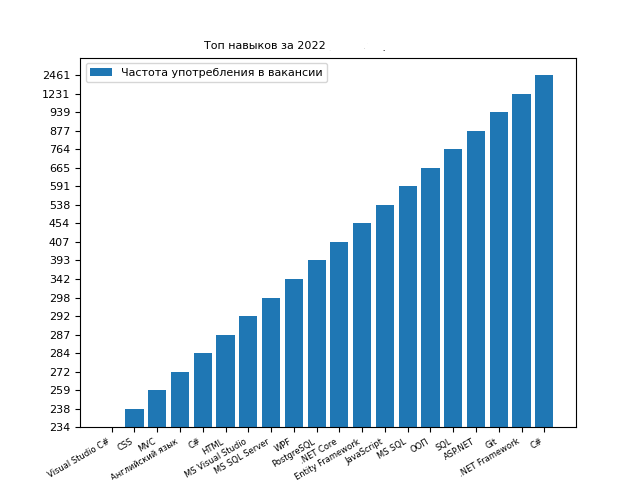 Топ навыков за 2022
Частота употребления в вакансии
2461
1231
939
877
764
665
591
538
454
407
393
342
298
292
287
284
272
259
238
234
Visual Studio C#
CSS
MVC
Английский язык
C#
HTML
MS Visual Studio
MS SQL Server
WPF
PostgreSQL
.NET Core
Entity Framework
JavaScript
MS SQL
ООП
SQL
ASP.NET
Git
.NET Framework
C#